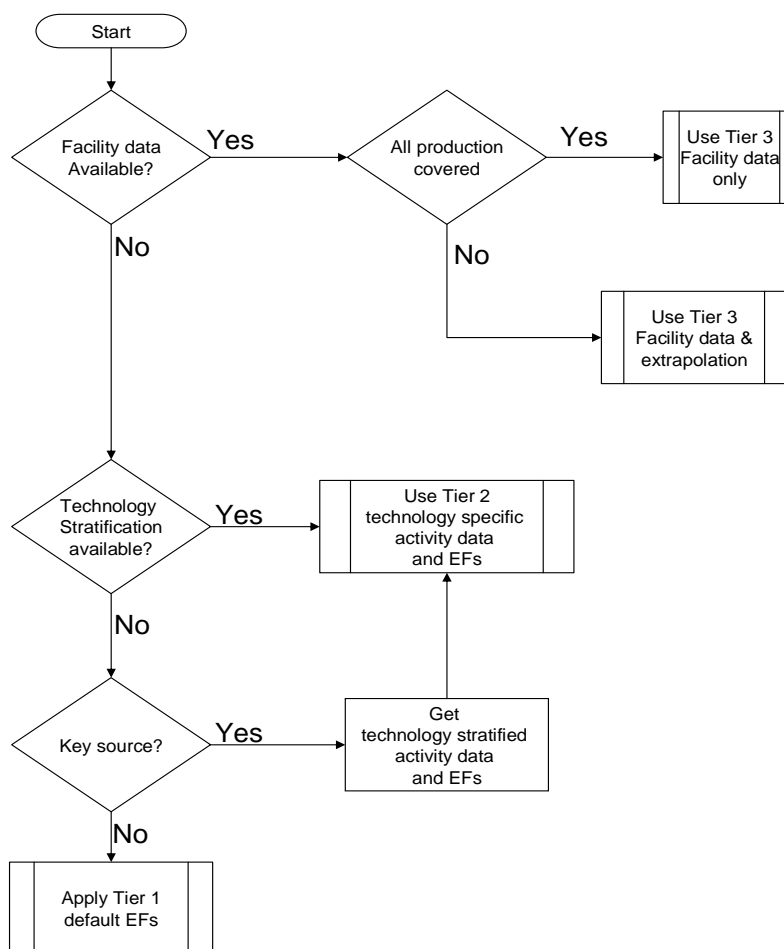 Start
Facility data
Available?
Yes
All production
covered
Yes
Use Tier 3
Facility data
only
No
No
Use Tier 3
Facility data &
extrapolation
Technology
Stratification
available?
Yes
Use Tier 2
technology specific
activity data
and EFs
No
Key source?
Yes
Get
technology stratified
activity data
and EFs
No
Apply Tier 1
default EFs